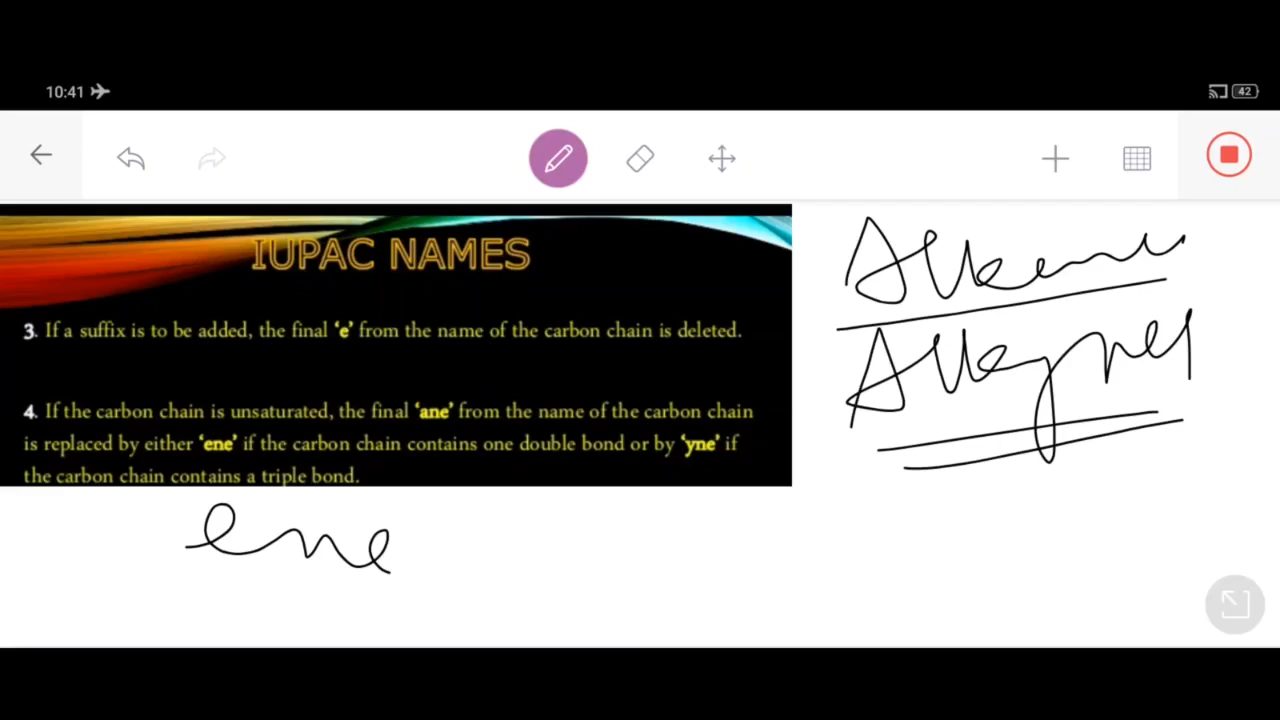 10:41
42
IUPAC NAMES
3. If a suffix is to be added, the final ‘e’ from the name of the carbon chain is deleted.
4. If the carbon chain is unsaturated, the final ‘ane’ from the name of the carbon chain
is replaced by either ‘ene’ if the carbon chain contains one double bond or by ‘yne’ if
the carbon chain contains a triple bond.
Alkynes
ene